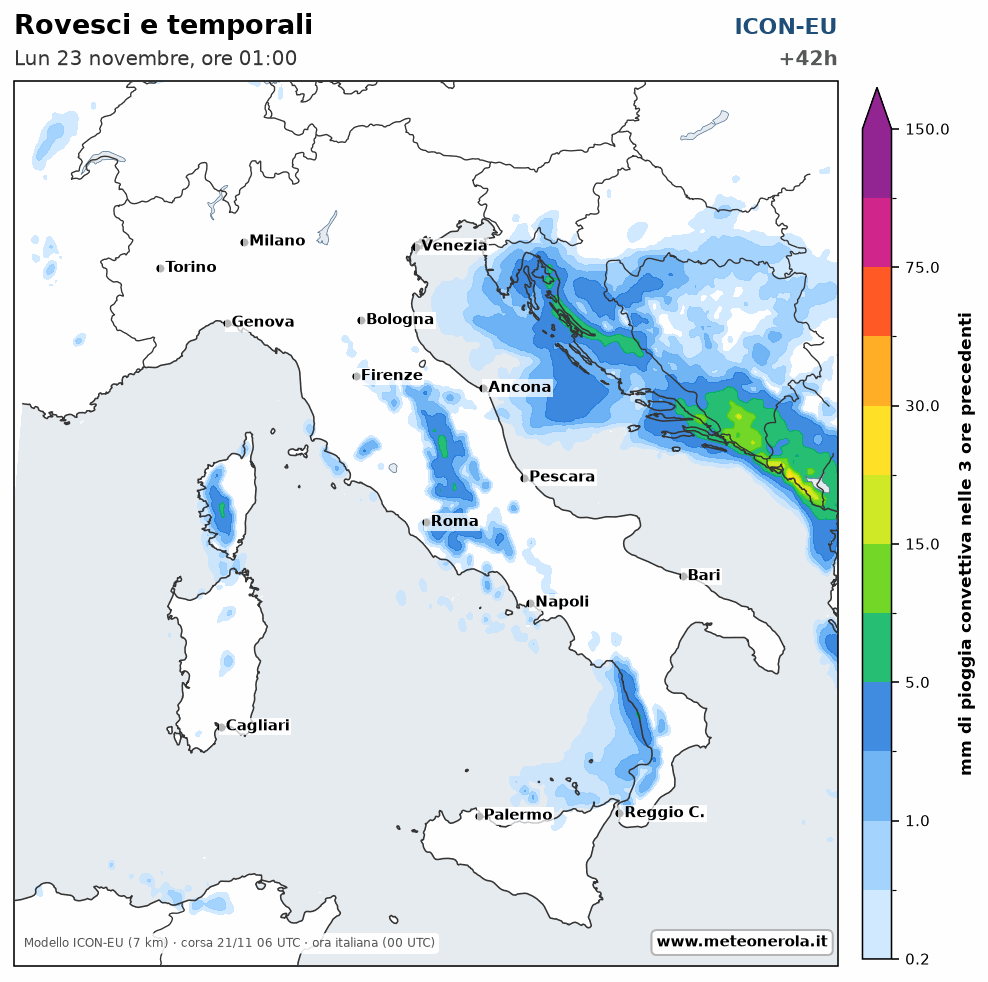 Rovesci e temporali
ICON-EU
Lun 23 novembre, ore 01:00
+42h
Milano
Venezia
Torino
Genova
Bologna
Firenze
Ancona
Pescara
Roma
Bari
Napoli
Cagliari
Palermo
Reggio C.
Modello ICON-EU (7 km) · corsa 21/11 06 UTC · ora italiana (00 UTC)
www.meteonerola.it
150.0
75.0
30.0
15.0
5.0
1.0
0.2
mm di pioggia convettiva nelle 3 ore precedenti